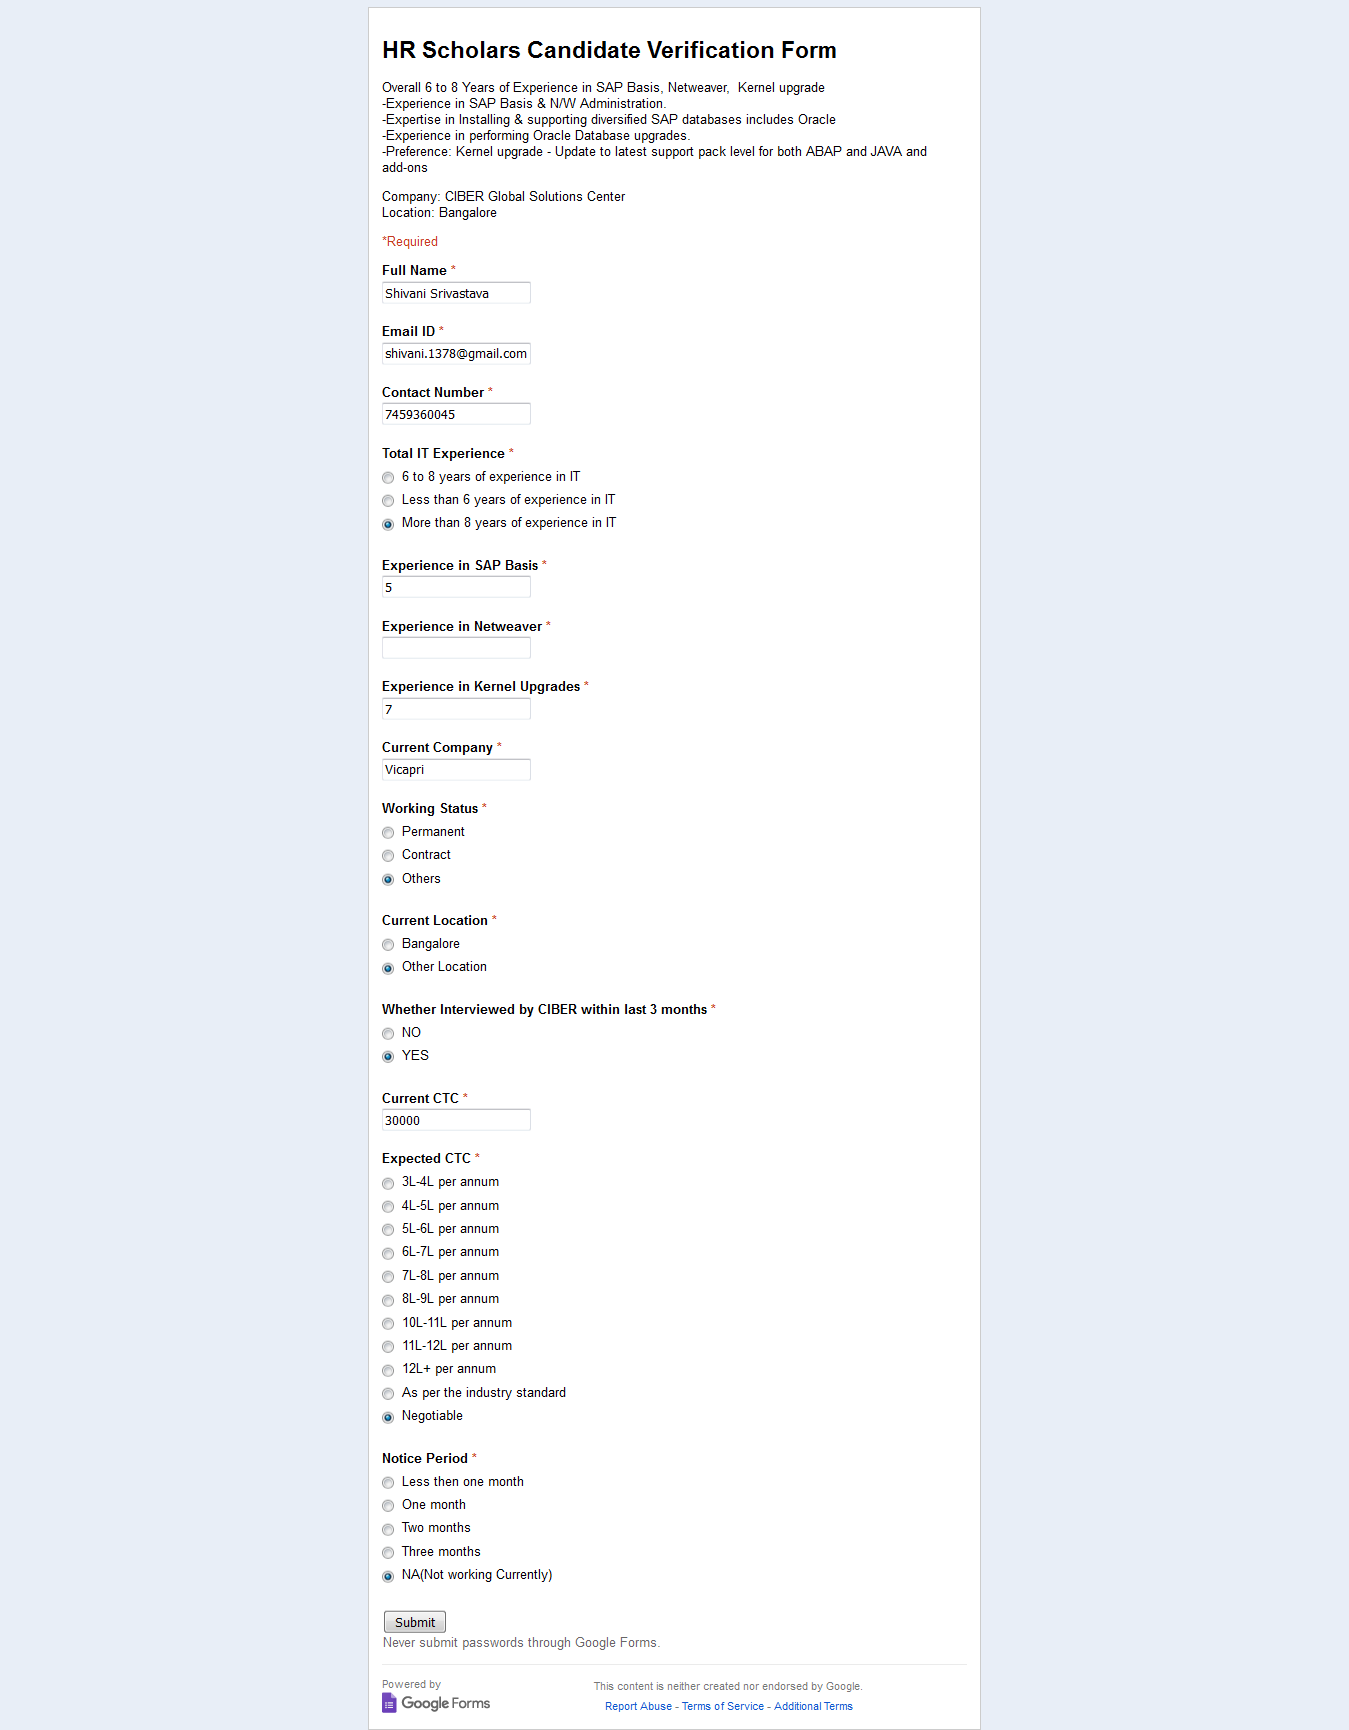 HR Scholars Candidate Verification Form
Overall 6 to 8 Years of Experience in SAP Basis, Netweaver,  Kernel upgrade
-Experience in SAP Basis & N/W Administration.
-Expertise in Installing & supporting diversified SAP databases includes Oracle
-Experience in performing Oracle Database upgrades.
-Preference: Kernel upgrade - Update to latest support pack level for both ABAP and JAVA and
add-ons
Company: CIBER Global Solutions Center
Location: Bangalore
*Required
Full Name *
Shivani Srivastava
Email ID *
shivani.1378@gmail.com
Contact Number *
7459360045
Total IT Experience *
6 to 8 years of experience in IT
Less than 6 years of experience in IT
More than 8 years of experience in IT
Experience in SAP Basis *
5
Experience in Netweaver *
Experience in Kernel Upgrades *
7
Current Company *
Vicapri
Working Status *
Permanent
Contract
Others
Current Location *
Bangalore
Other Location
Whether Interviewed by CIBER within last 3 months *
NO
YES
Current CTC *
30000
Expected CTC *
3L-4L per annum
4L-5L per annum
5L-6L per annum
6L-7L per annum
7L-8L per annum
8L-9L per annum
10L-11L per annum
11L-12L per annum
12L+ per annum
As per the industry standard
Negotiable
Notice Period *
Less then one month
One month
Two months
Three months
NA(Not working Currently)
Submit
Never submit passwords through Google Forms.
Powered by
Google Forms
This content is neither created nor endorsed by Google.
Report Abuse - Terms of Service - Additional Terms